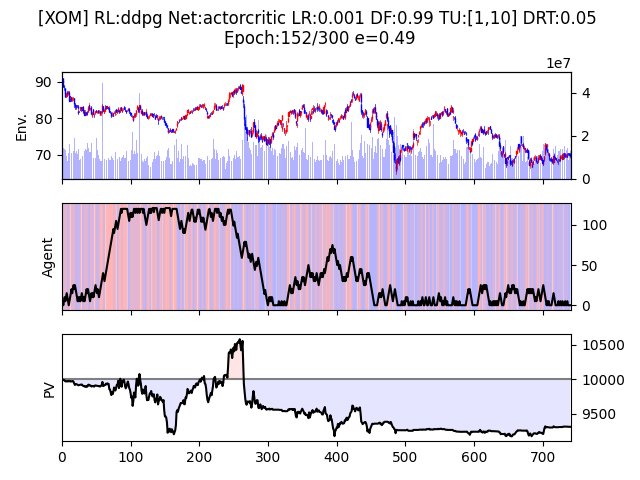 [XOM] RL:ddpg Net:actorcritic LR:0.001 DF:0.99 TU:[1,10] DRT:0.05
Epoch:152/300 e=0.49
1e7
90
80
70
Env.
4
2
0
Agent
100
50
0
PV
10500
10000
9500
0 100 200 300 400 500 600 700